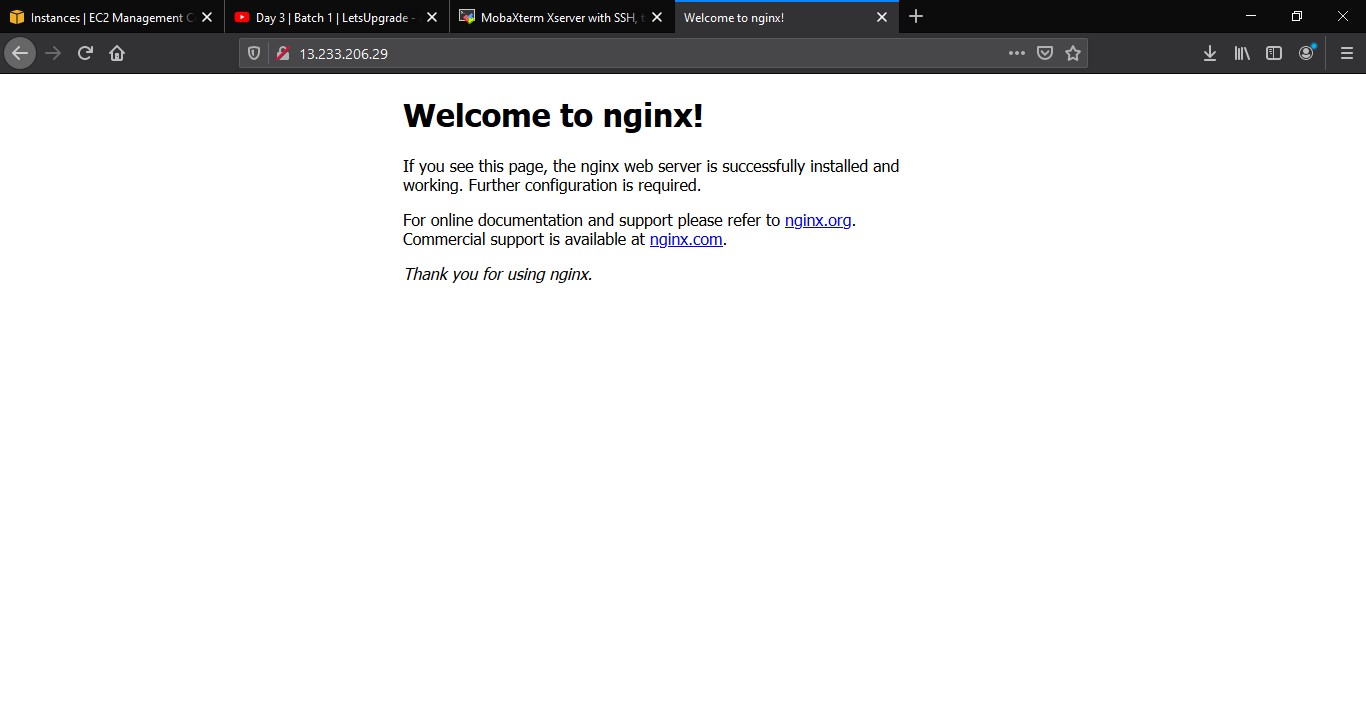 Instances | EC2 Management C
Day 3 | Batch 1 | LetsUpgrade -
MobaXterm Xserver with SSH,
Welcome to nginx!
13.233.206.29
Welcome to nginx!
If you see this page, the nginx web server is successfully installed and
working. Further configuration is required.
For online documentation and support please refer to nginx.org.
Commercial support is available at nginx.com.
Thank you for using nginx.